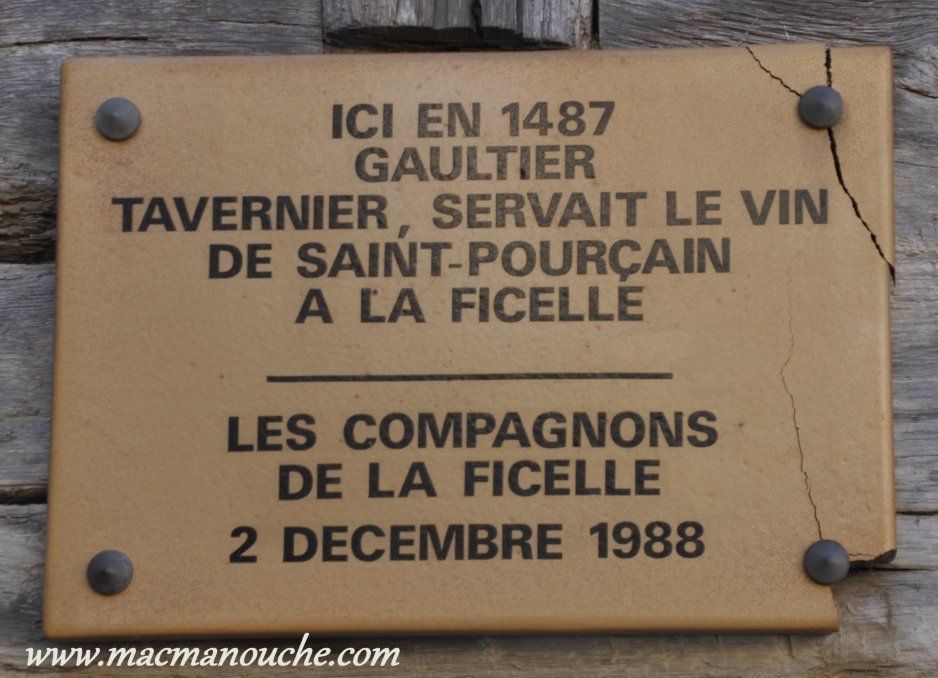 ICI EN 1487
GAULTIER
TAVERNIER, SERVAIT LE VIN
DE SAINT-POURÇAIN
A LA FICELLE
LES COMPAGNONS
DE LA FICELLE
2 DECEMBRE 1988
www.macmanouche.com